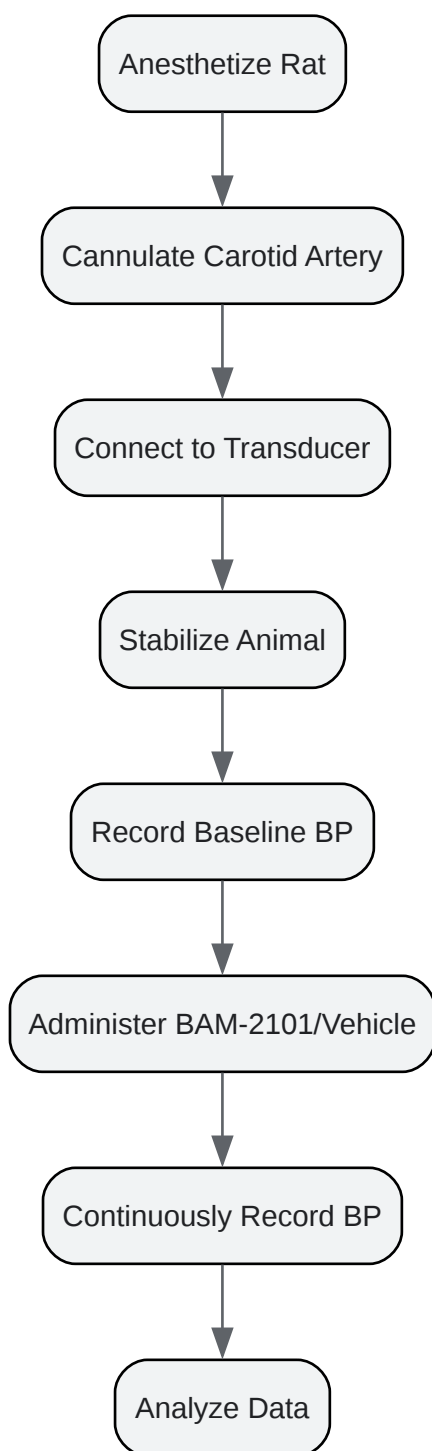 Anesthetize Rat
Cannulate Carotid Artery
Connect to Transducer
Stabilize Animal
Record Baseline BP
Administer BAM-2101/Vehicle
Continuously Record BP
Analyze Data